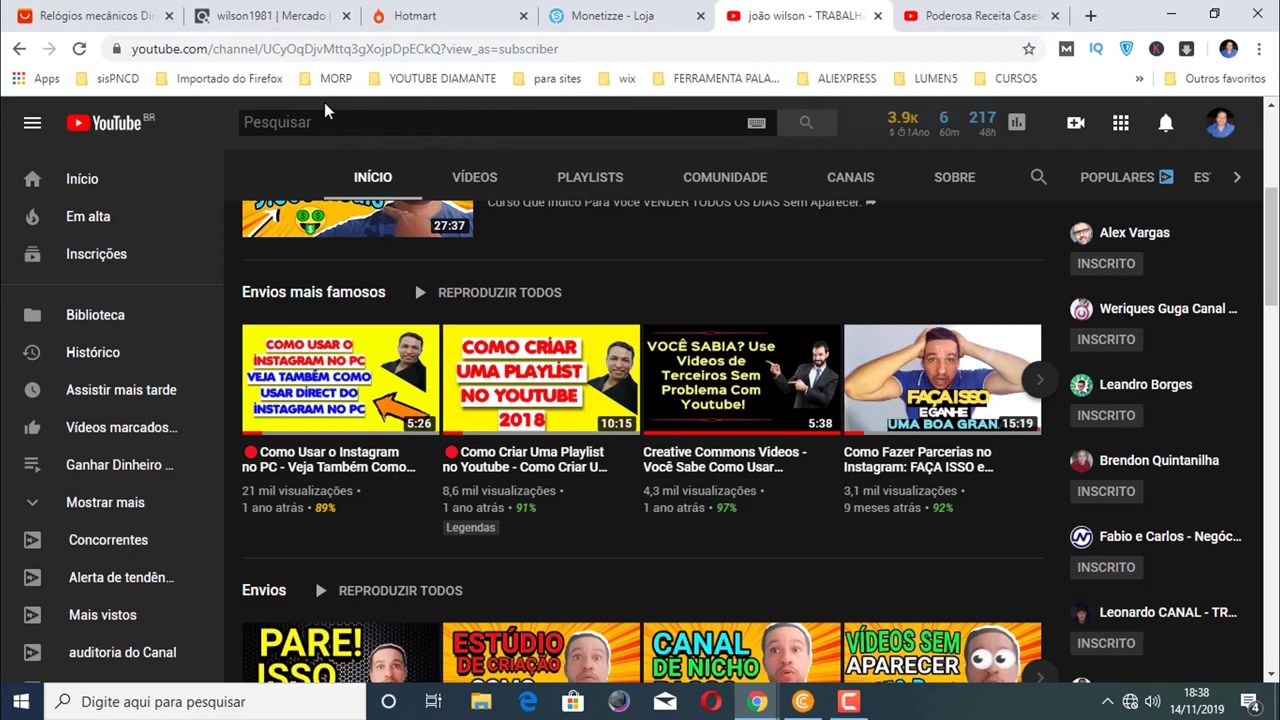 Relógios mecânicos Di
wilson1981 | Mercado
Hotmart
Monetizze - Loja
joão wilson - TRABALHA
Poderosa Receita Casei
youtube.com/channel/UCyOqDjvMttq3gXojpDpECkQ?view_as=subscriber
Apps
sisPNCD
Importado do Firefox
MORP
YOUTUBE DIAMANTE
para sites
wix
FERRAMENTA PALA...
ALIEXPRESS
LUMEN5
CURSOS
»
Outros favoritos
YouTube BR
Pesquisar
3.9K 6 217
$ 1Ano 60m 48h
INÍCIO
VÍDEOS
PLAYLISTS
COMUNIDADE
CANAIS
SOBRE
POPULARES
ES
Início
Em alta
Inscrições
Biblioteca
Histórico
Assistir mais tarde
Vídeos marcados...
Ganhar Dinheiro ...
Mostrar mais
Concorrentes
Alerta de tendên...
Mais vistos
auditoria do Canal
27:37
Curso Que Indico Para Você VENDER TODOS OS DIAS Sem Aparecer.
Envios mais famosos
REPRODUZIR TODOS
COMO USAR O
INSTAGRAM NO PC
VEJA TAMBÉM COMO
USAR DIRECT DO
INSTAGRAM NO PC
5:26
Como Usar o Instagram
no PC - Veja Também Como...
21 mil visualizações •
1 ano atrás • 89%
COMO CRIAR
UMA PLAYLIST
NO YOUTUBE
2018
10:15
Como Criar Uma Playlist
no Youtube - Como Criar U...
8,6 mil visualizações •
1 ano atrás • 91%
Legendas
VOCÊ SABIA? Use
Videos de
Terceiros Sem
Problema Com
Youtube!
5:38
Creative Commons Videos -
Você Sabe Como Usar...
4,3 mil visualizações •
1 ano atrás • 97%
FAÇA ISSO
E GANHE
UMA BOA GRAN
15:19
Como Fazer Parcerias no
Instagram: FAÇA ISSO e...
3,1 mil visualizações •
9 meses atrás • 92%
Envios
REPRODUZIR TODOS
PARE!
ISSO
ESTÚDIO
DE CRIAÇÃO
COMO
CANAL
DE NICHO
VÍDEOS SEM
APARECER
Alex Vargas
INSCRITO
Weriques Guga Canal ...
INSCRITO
Leandro Borges
INSCRITO
Brendon Quintanilha
INSCRITO
Fabio e Carlos - Negóc...
INSCRITO
Leonardo CANAL - TR...
INSCRITO
Digite aqui para pesquisar
18:38
14/11/2019
4